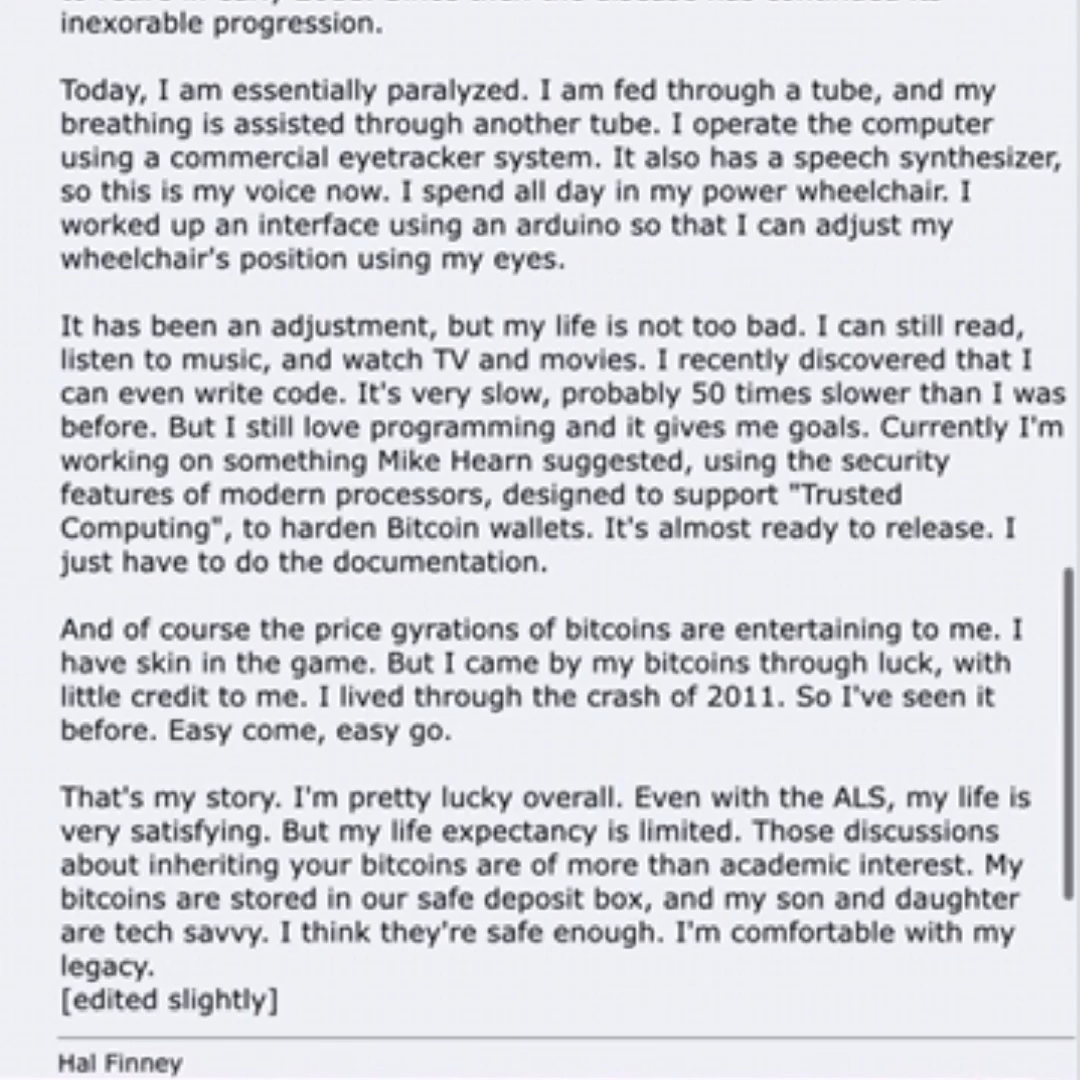 inexorable progression.
Today, I am essentially paralyzed. I am fed through a tube, and my
breathing is assisted through another tube. I operate the computer
using a commercial eyetracker system. It also has a speech synthesizer,
so this is my voice now. I spend all day in my power wheelchair. I
worked up an interface using an arduino so that I can adjust my
wheelchair's position using my eyes.
It has been an adjustment, but my life is not too bad. I can still read,
listen to music, and watch TV and movies. I recently discovered that I
can even write code. It's very slow, probably 50 times slower than I was
before. But I still love programming and it gives me goals. Currently I'm
working on something Mike Hearn suggested, using the security
features of modern processors, designed to support "Trusted
Computing", to harden Bitcoin wallets. It's almost ready to release. I
just have to do the documentation.
And of course the price gyrations of bitcoins are entertaining to me. I
have skin in the game. But I came by my bitcoins through luck, with
little credit to me. I lived through the crash of 2011. So I've seen it
before. Easy come, easy go.
That's my story. I'm pretty lucky overall. Even with the ALS, my life is
very satisfying. But my life expectancy is limited. Those discussions
about inheriting your bitcoins are of more than academic interest. My
bitcoins are stored in our safe deposit box, and my son and daughter
are tech savvy. I think they're safe enough. I'm comfortable with my
legacy.
[edited slightly]
Hal Finney